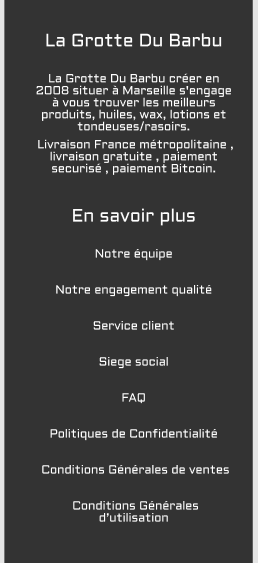 La Grotte Du Barbu
La Grotte Du Barbu créer en
2008 situer à Marseille s'engage
à vous trouver les meilleurs
produits, huiles, wax, lotions et
tondeuses/rasoirs.
Livraison France métropolitaine ,
livraison gratuite , paiement
securisé , paiement Bitcoin.
En savoir plus
Notre équipe
Notre engagement qualité
Service client
Siege social
FAQ
Politiques de Confidentialité
Conditions Générales de ventes
Conditions Générales
d'utilisation